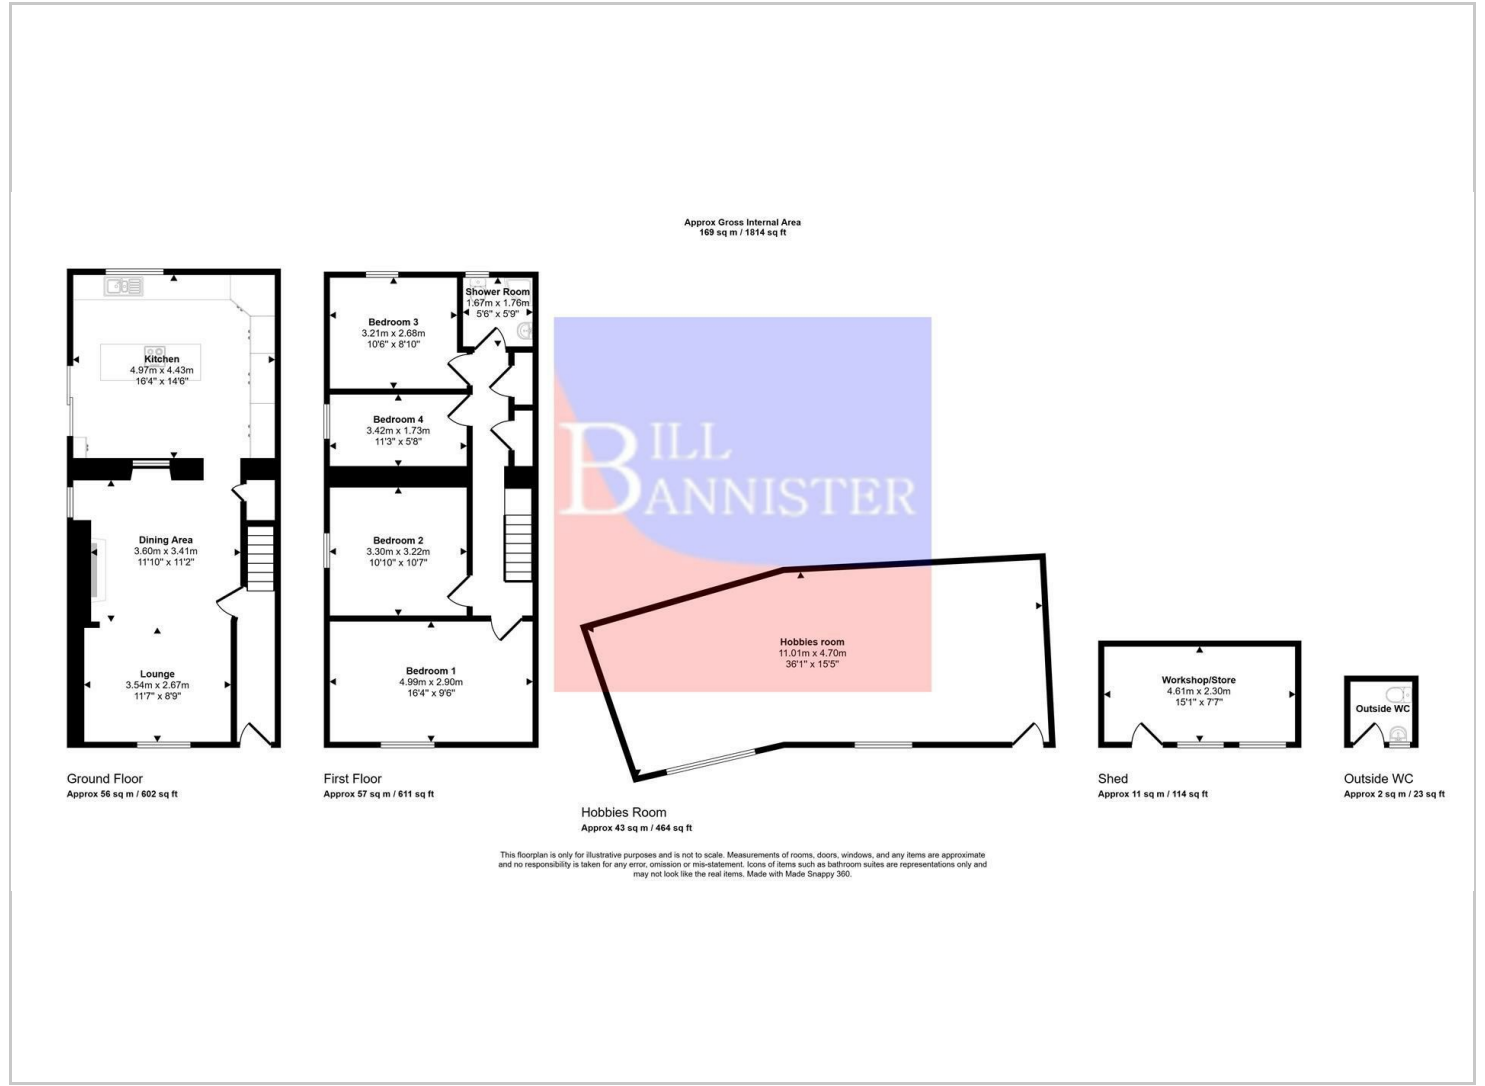 Approx Gross Internal Area
169 sq m / 1814 sq ft
Kitchen
4.97m x 4.43m
16'4" x 14'6"
Dining Area
3.60m x 3.41m
11'10" x 11'2"
Lounge
3.54m x 2.67m
11'7" x 8'9"
Ground Floor
Approx 56 sq m / 602 sq ft
Bedroom 3
3.21m x 2.68m
10'6" x 8'10"
Shower Room
1.67m x 1.76m
5'6" x 5'9"
Bedroom 4
3.42m x 1.73m
11'3" x 5'8"
Bedroom 2
3.30m x 3.22m
10'10" x 10'7"
Bedroom 1
4.99m x 2.90m
16'4" x 9'6"
First Floor
Approx 57 sq m / 611 sq ft
BILL
BANNISTER
Hobbies room
11.01m x 4.70m
36'1" x 15'5"
Hobbies Room
Approx 43 sq m / 464 sq ft
Workshop/Store
4.61m x 2.30m
15'1" x 7'7"
Shed
Approx 11 sq m / 114 sq ft
Outside WC
Outside WC
Approx 2 sq m / 23 sq ft
This floorplan is only for illustrative purposes and is not to scale. Measurements of rooms, doors, windows, and any items are approximate
and no responsibility is taken for any error, omission or mis-statement. Icons of items such as bathroom suites are representations only and
may not look like the real items. Made with Made Snappy 360.